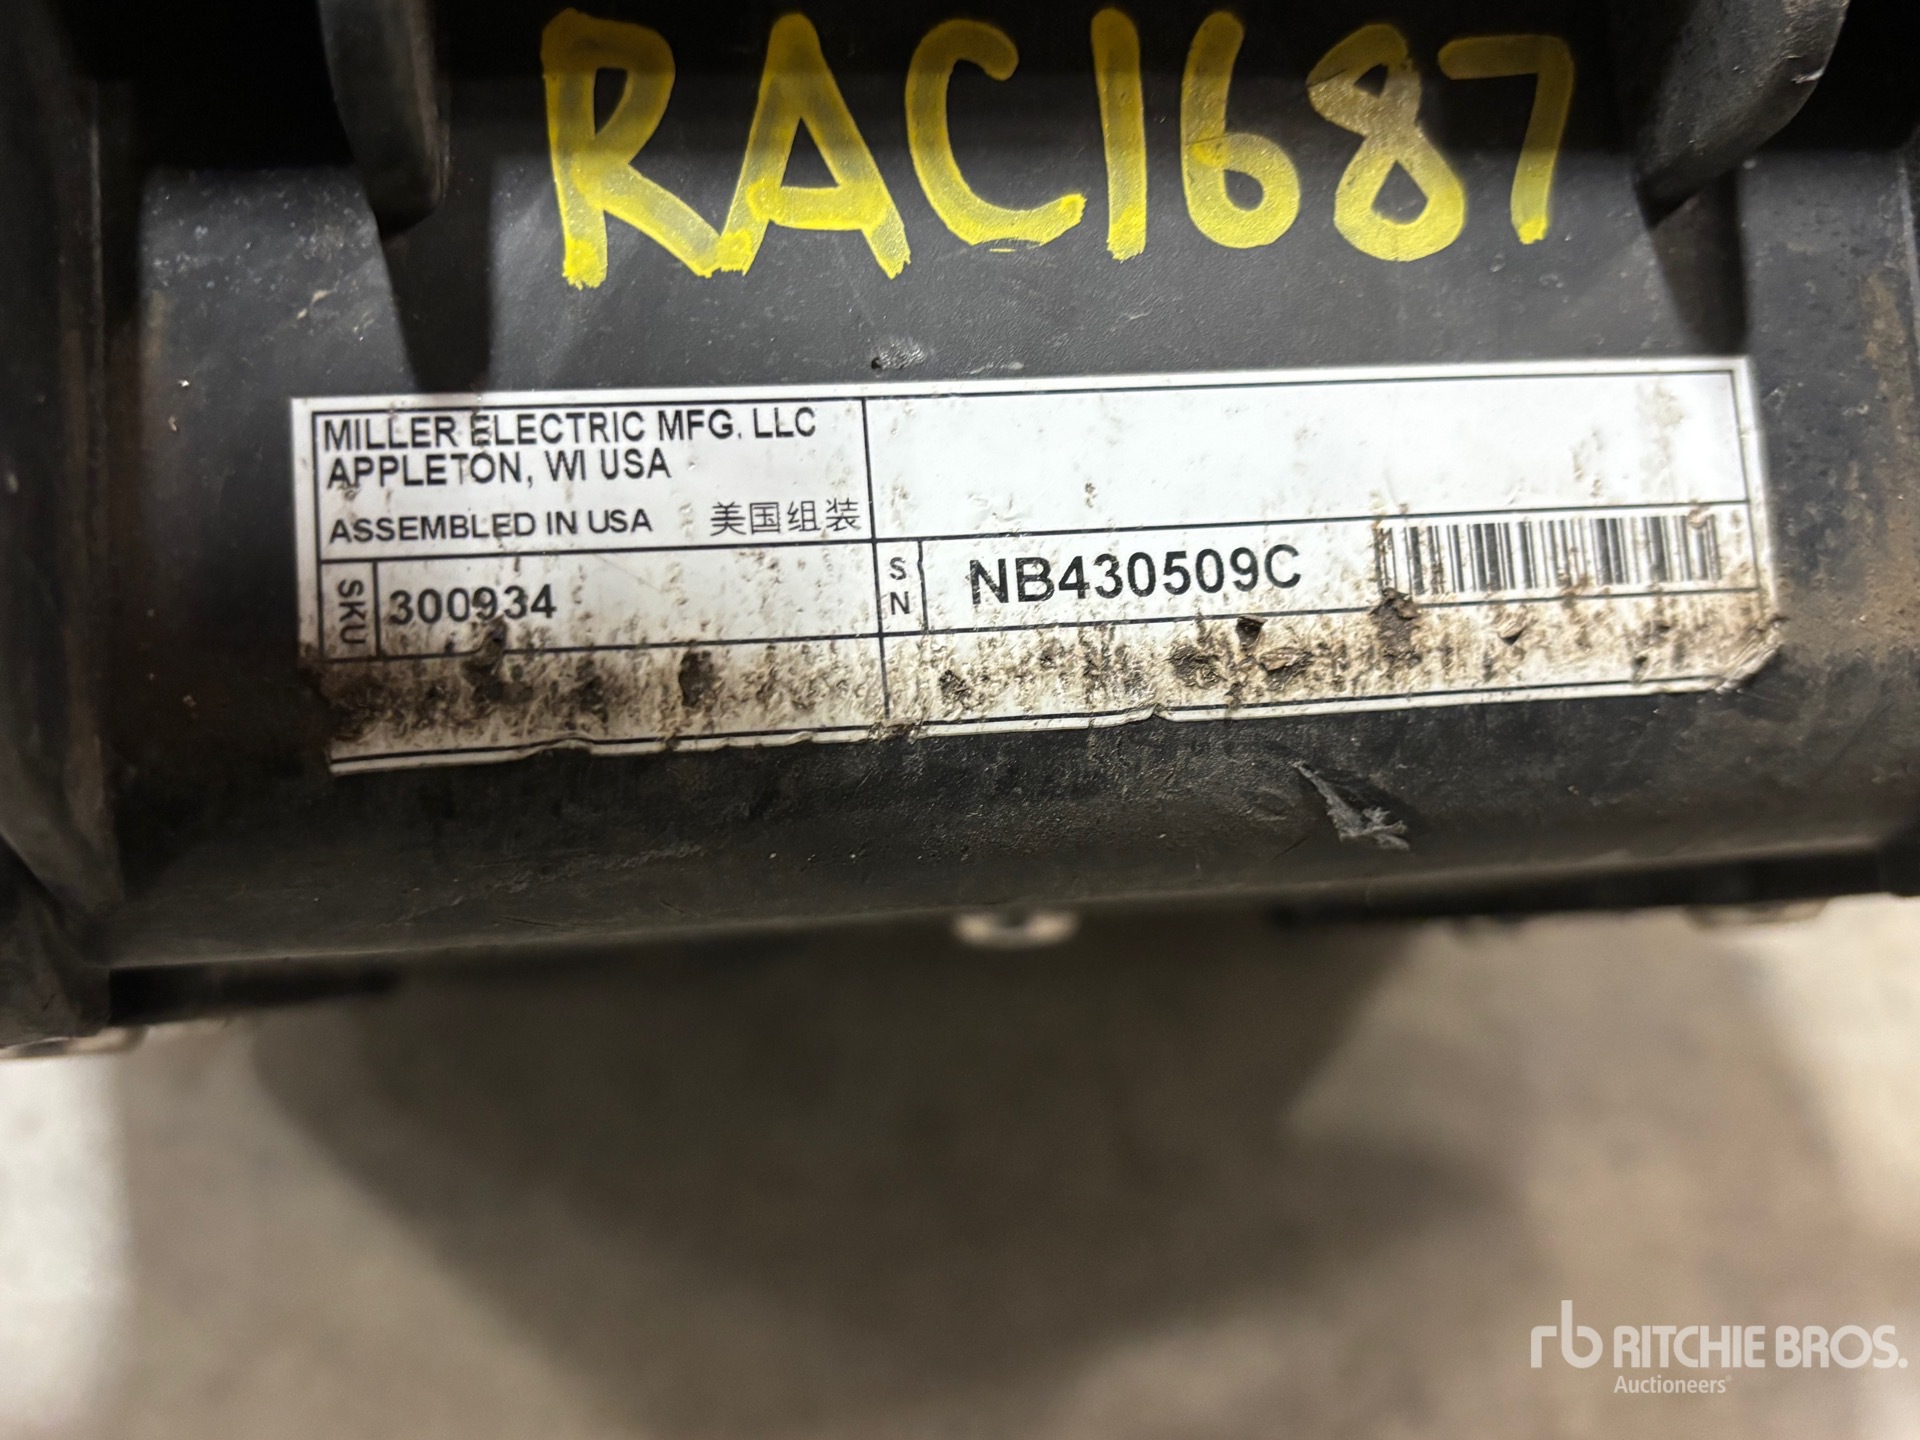 RAC1687
MILLER ELECTRIC MFG. LLC
APPLETON, WI USA
ASSEMBLED IN USA 美国组装
SKU 300934
SN NB430509C
rb RITCHIE BROS.
Auctioneers